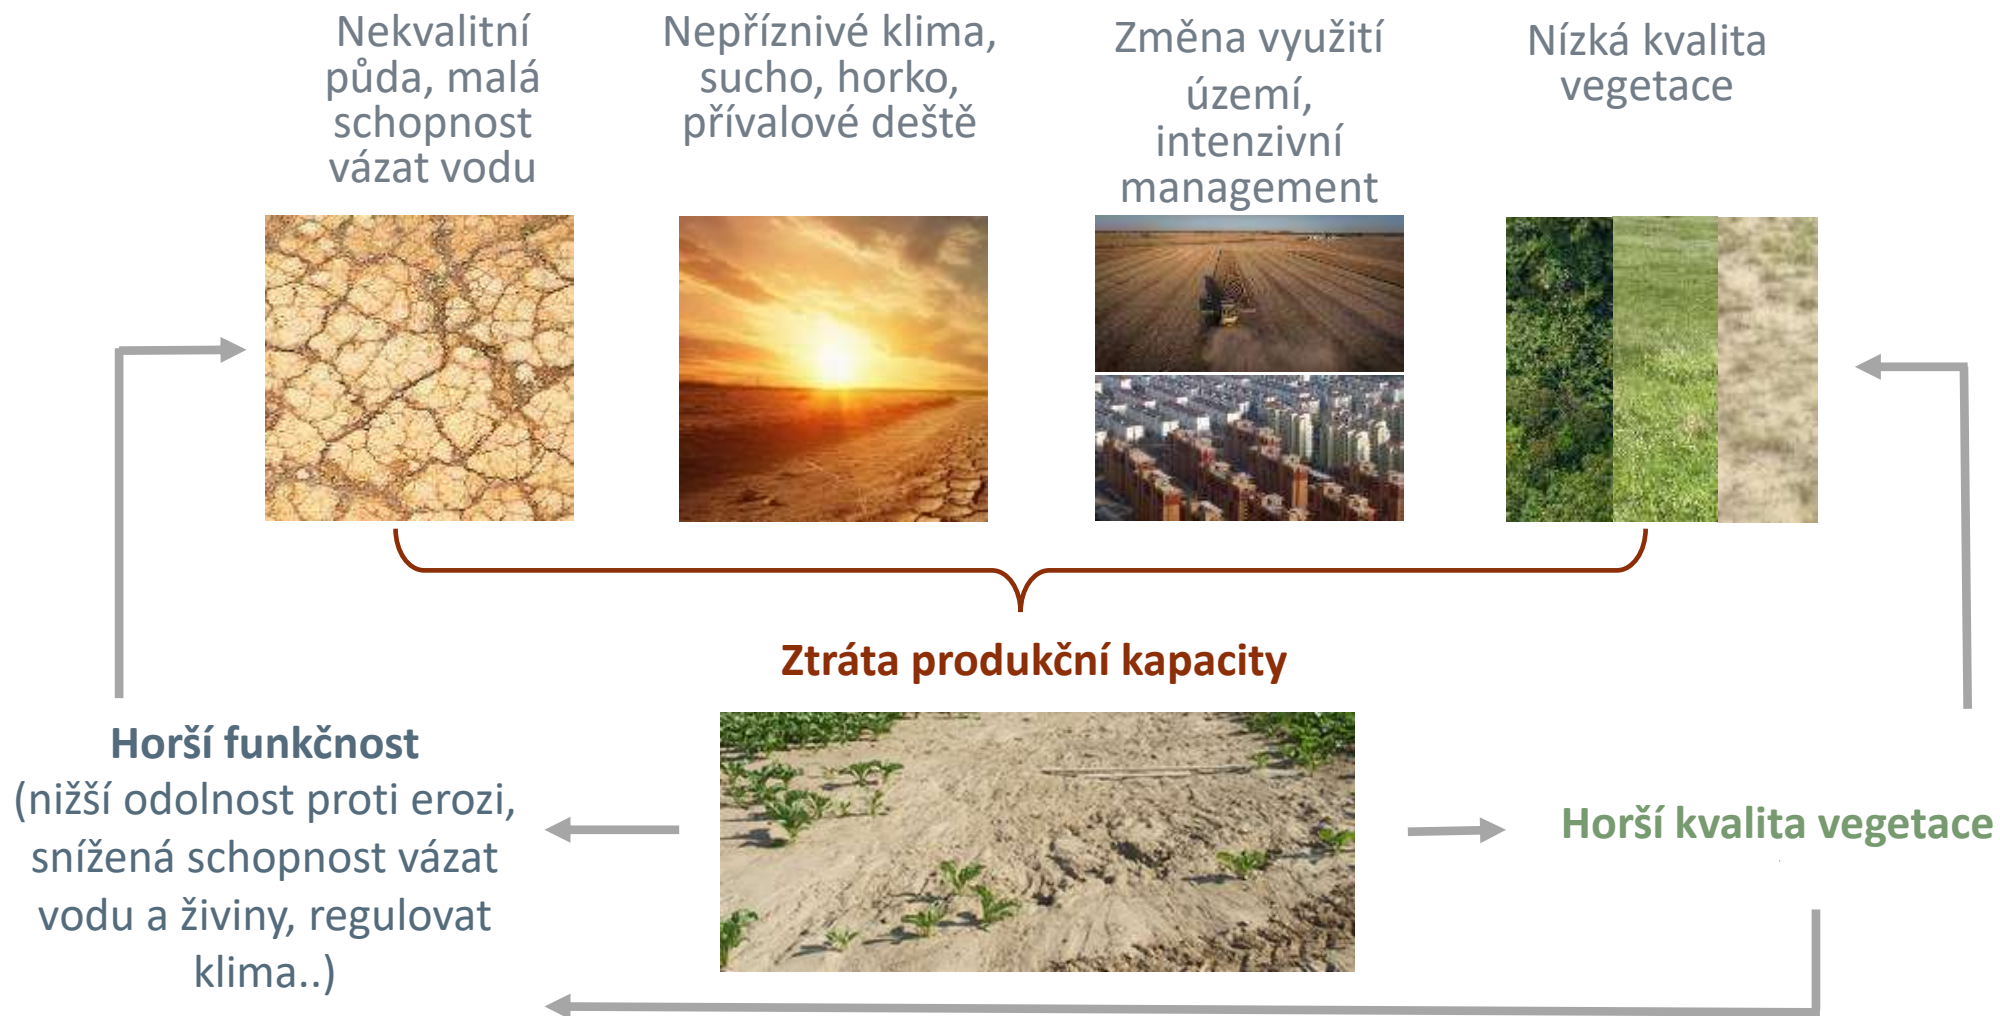 Nekvalitní
půda, malá
schopnost
vázat vodu
Nepříznivé klima,
sucho, horko,
přívalové deště
Změna využití
území,
intenzivní
management
Nízká kvalita
vegetace
Ztráta produkční kapacity
Horší funkčnost
(nižší odolnost proti erozi,
snížená schopnost vázat
vodu a živiny, regulovat
klima..)
Horší kvalita vegetace